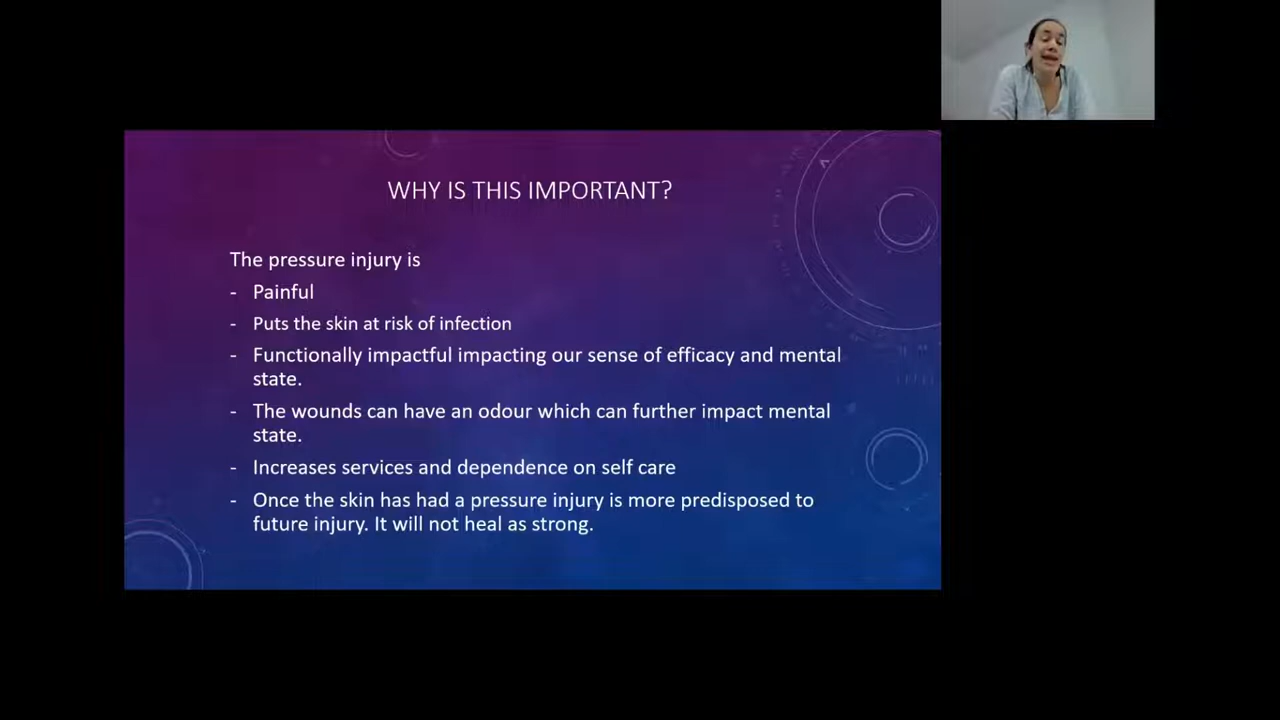 WHY IS THIS IMPORTANT?
The pressure injury is
- Painful
- Puts the skin at risk of infection
- Functionally impactful impacting our sense of efficacy and mental
state.
- The wounds can have an odour which can further impact mental
state.
- Increases services and dependence on self care
- Once the skin has had a pressure injury is more predisposed to
future injury. It will not heal as strong.